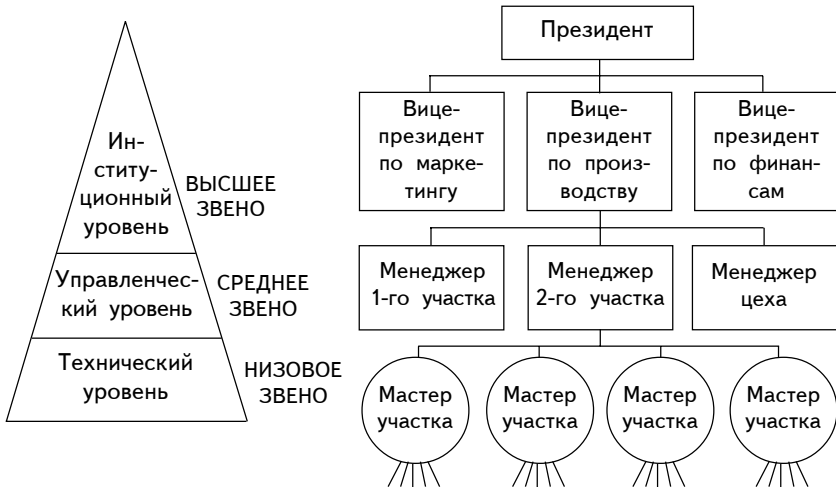 Ин-
ститу-
ционный
уровень
ВЫСШЕЕ
ЗВЕНО
Управленчес-
кий уровень
СРЕДНЕЕ
ЗВЕНО
Технический
уровень
НИЗОВОЕ
ЗВЕНО
Президент
Вице-
президент
по марке-
тингу
Вице-
президент
по произ-
водству
Вице-
президент
по финан-
сам
Менеджер
1-го участка
Менеджер
2-го участка
Менеджер
цеха
Мастер
участка
Мастер
участка
Мастер
участка
Мастер
участка